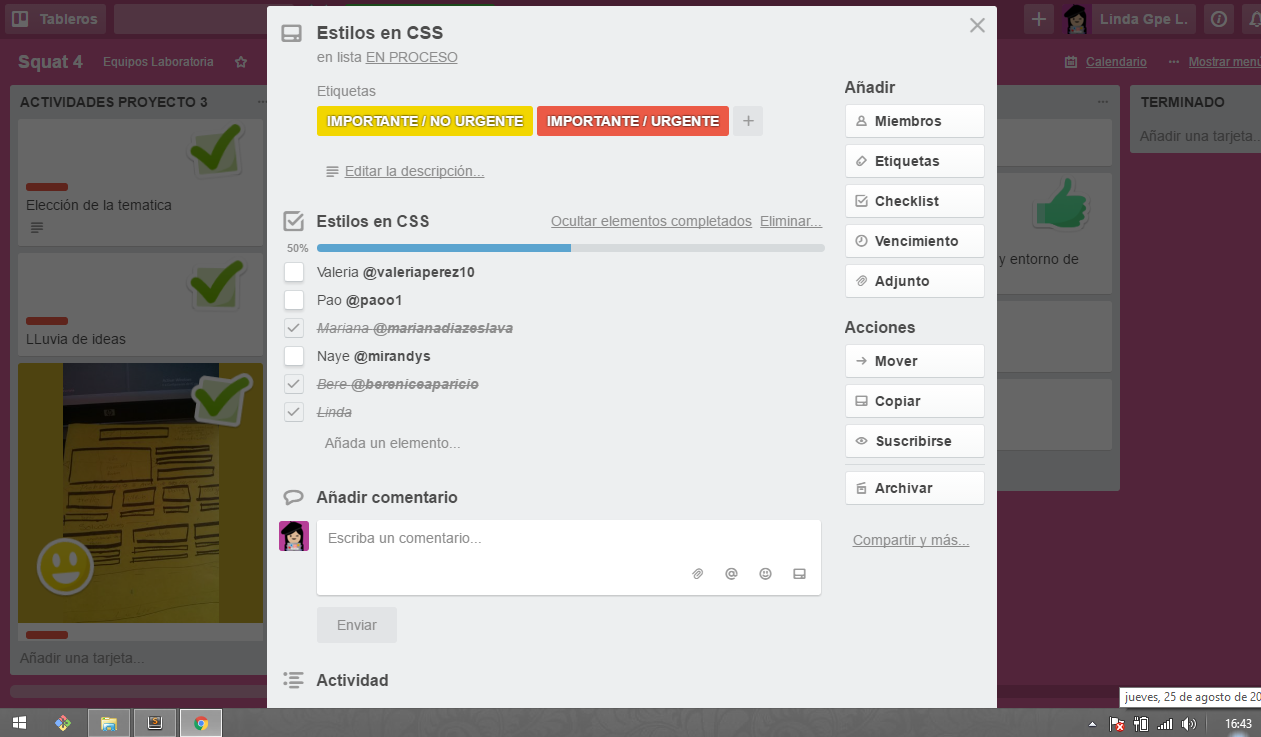 Tableros
Linda Gpe L.
Squat 4
Equipos Laboratoria
Calendario
··· Mostrar menú
ACTIVIDADES PROYECTO 3 ···
Elección de la tematica
LLuvia de ideas
Añadir una tarjeta...
Estilos en CSS
en lista EN PROCESO
Etiquetas
IMPORTANTE / NO URGENTE
IMPORTANTE / URGENTE
+
Editar la descripción...
Estilos en CSS
Ocultar elementos completados
Eliminar...
50%
Valeria @valeriaperez10
Pao @paoo1
Mariana @marianadiazeslava
Naye @mirandys
Bere @bereniceaparicio
Linda
Añada un elemento...
Añadir comentario
Escriba un comentario...
Enviar
Actividad
Añadir
Miembros
Etiquetas
Checklist
Vencimiento
Adjunto
Acciones
Mover
Copiar
Suscribirse
Archivar
Compartir y más...
···
y entorno de
TERMINADO
Añadir una tarjeta...
jueves, 25 de agosto de 20
16:43